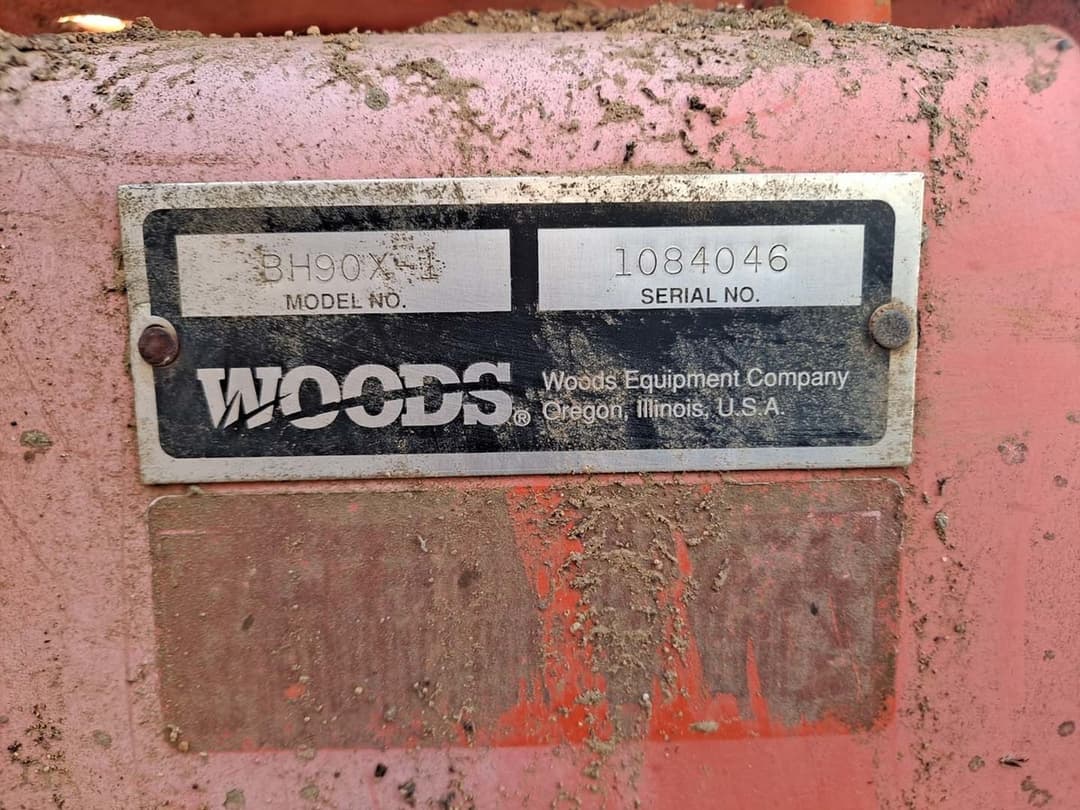 BH90X-1
MODEL NO.
1084046
SERIAL NO.
WOODS®
Woods Equipment Company
Oregon, Illinois, U.S.A.